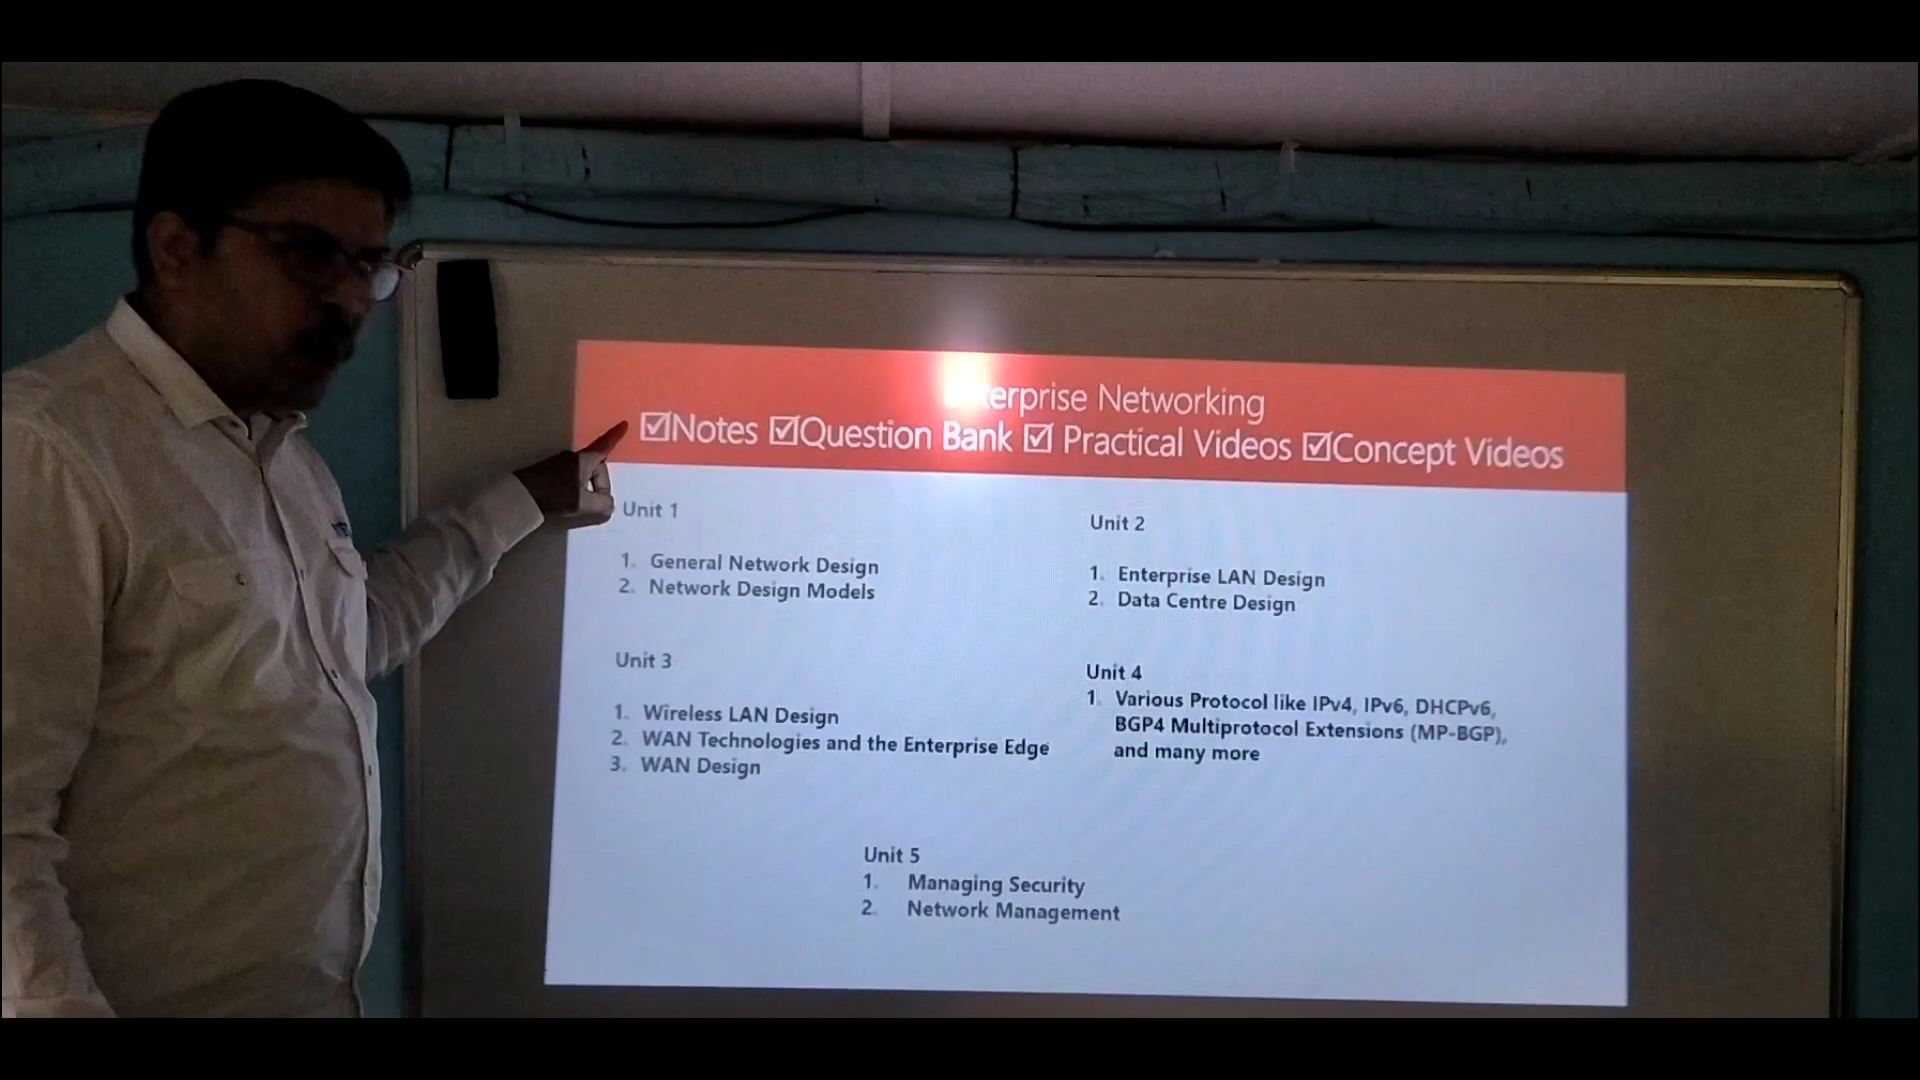 erprise Networking
☑Notes ☑Question Bank ☑ Practical Videos ☑Concept Videos
Unit 1
1. General Network Design
2. Network Design Models
Unit 2
1. Enterprise LAN Design
2. Data Centre Design
Unit 3
1. Wireless LAN Design
2. WAN Technologies and the Enterprise Edge
3. WAN Design
Unit 4
1. Various Protocol like IPv4, IPv6, DHCPv6,
BGP4 Multiprotocol Extensions (MP-BGP),
and many more
Unit 5
1. Managing Security
2. Network Management